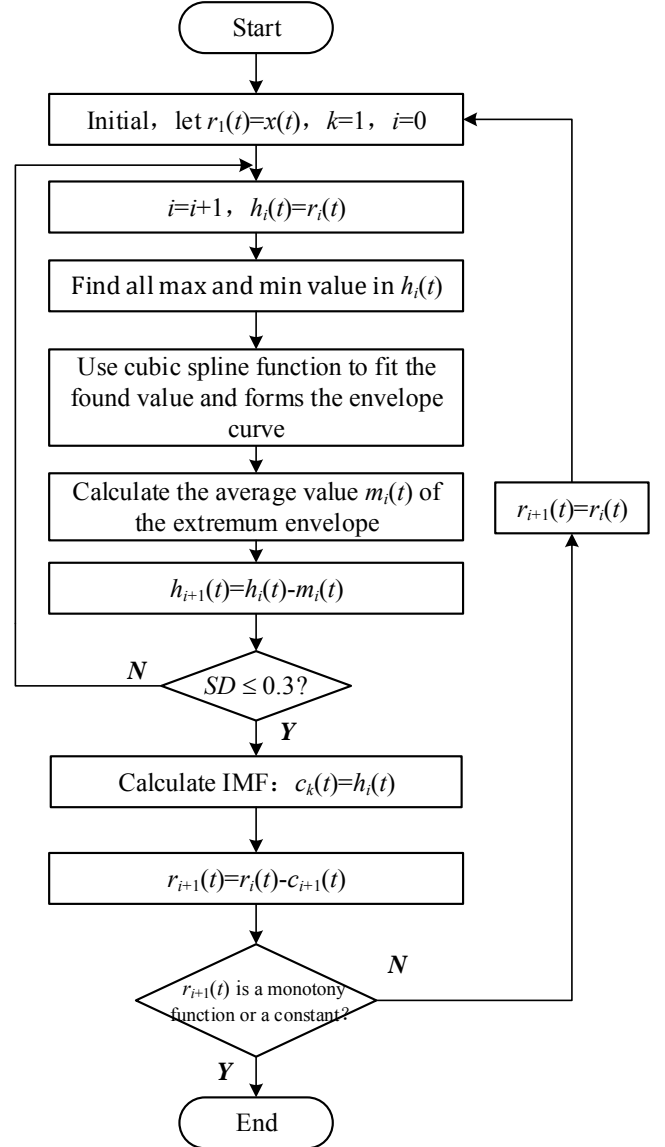 Start
Initial, let r₁(t)=x(t), k=1, i=0
i=i+1, hᵢ(t)=rᵢ(t)
Find all max and min value in hᵢ(t)
Use cubic spline function to fit the
found value and forms the envelope
curve
Calculate the average value mᵢ(t) of
the extremum envelope
rᵢ₊₁(t)=rᵢ(t)
hᵢ₊₁(t)=hᵢ(t)-mᵢ(t)
N
SD ≤ 0.3?
Y
Calculate IMF: cₖ(t)=hᵢ(t)
rᵢ₊₁(t)=rᵢ(t)-cᵢ₊₁(t)
N
rᵢ₊₁(t) is a monotony
function or a constant?
Y
End